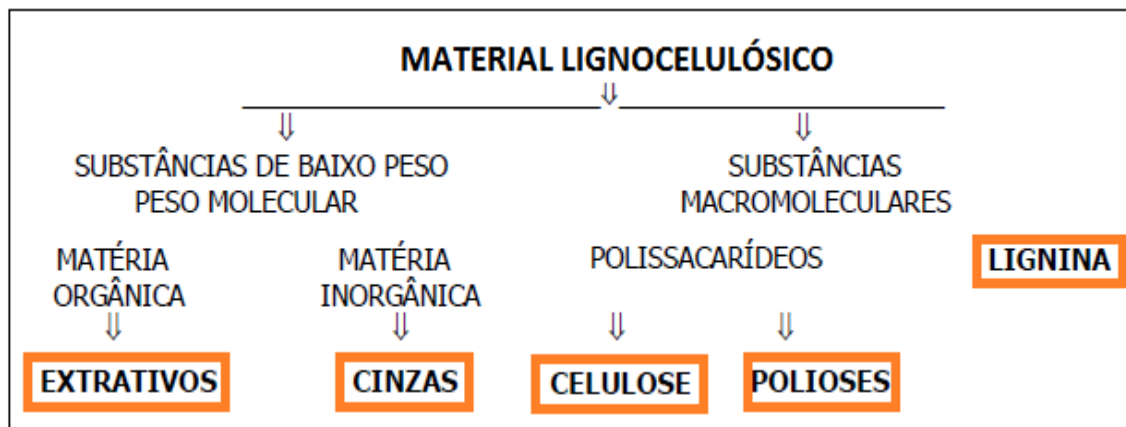 MATERIAL LIGNOCELULÓSICO
SUBSTÂNCIAS DE BAIXO PESO
PESO MOLECULAR
SUBSTÂNCIAS
MACROMOLECULARES
MATÉRIA
ORGÂNICA
MATÉRIA
INORGÂNICA
POLISSACARÍDEOS
LIGNINA
EXTRATIVOS
CINZAS
CELULOSE
POLIOSES